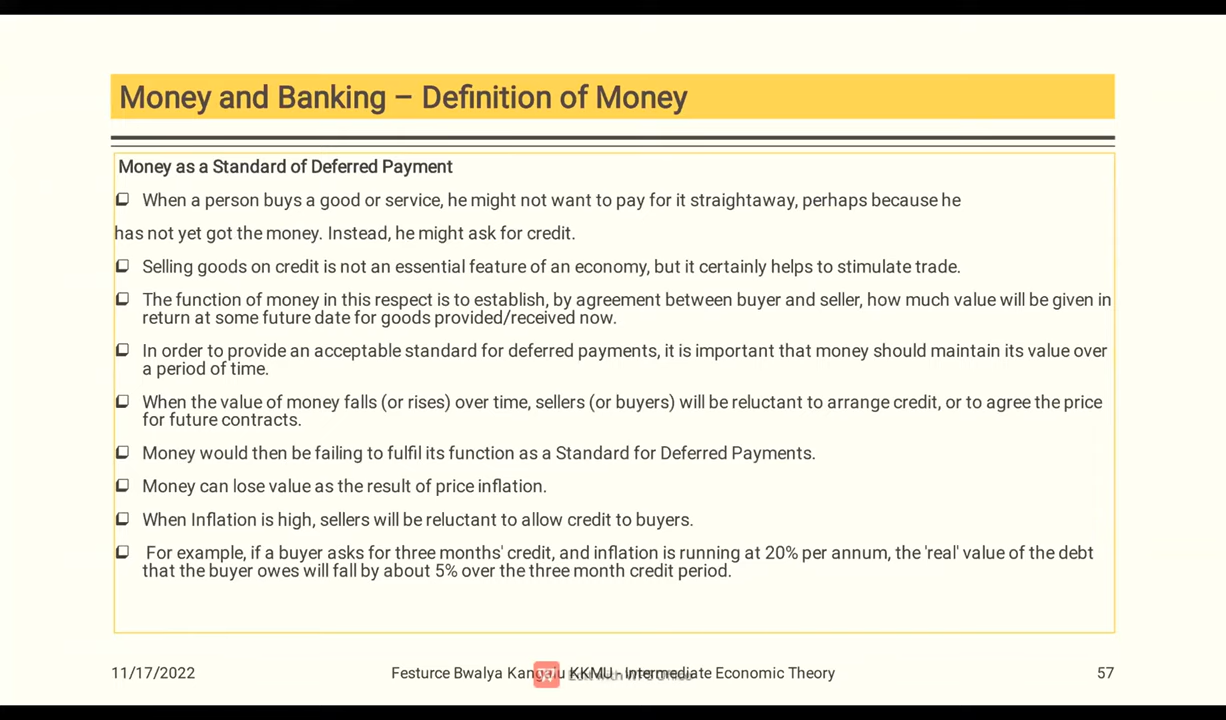 Money and Banking – Definition of Money
Money as a Standard of Deferred Payment
❑ When a person buys a good or service, he might not want to pay for it straightaway, perhaps because he
has not yet got the money. Instead, he might ask for credit.
❑ Selling goods on credit is not an essential feature of an economy, but it certainly helps to stimulate trade.
❑ The function of money in this respect is to establish, by agreement between buyer and seller, how much value will be given in
return at some future date for goods provided/received now.
❑ In order to provide an acceptable standard for deferred payments, it is important that money should maintain its value over
a period of time.
❑ When the value of money falls (or rises) over time, sellers (or buyers) will be reluctant to arrange credit, or to agree the price
for future contracts.
❑ Money would then be failing to fulfil its function as a Standard for Deferred Payments.
❑ Money can lose value as the result of price inflation.
❑ When Inflation is high, sellers will be reluctant to allow credit to buyers.
❑ For example, if a buyer asks for three months' credit, and inflation is running at 20% per annum, the 'real' value of the debt
that the buyer owes will fall by about 5% over the three month credit period.
11/17/2022
Festurce Bwalya KKMU - Intermediate Economic Theory
57